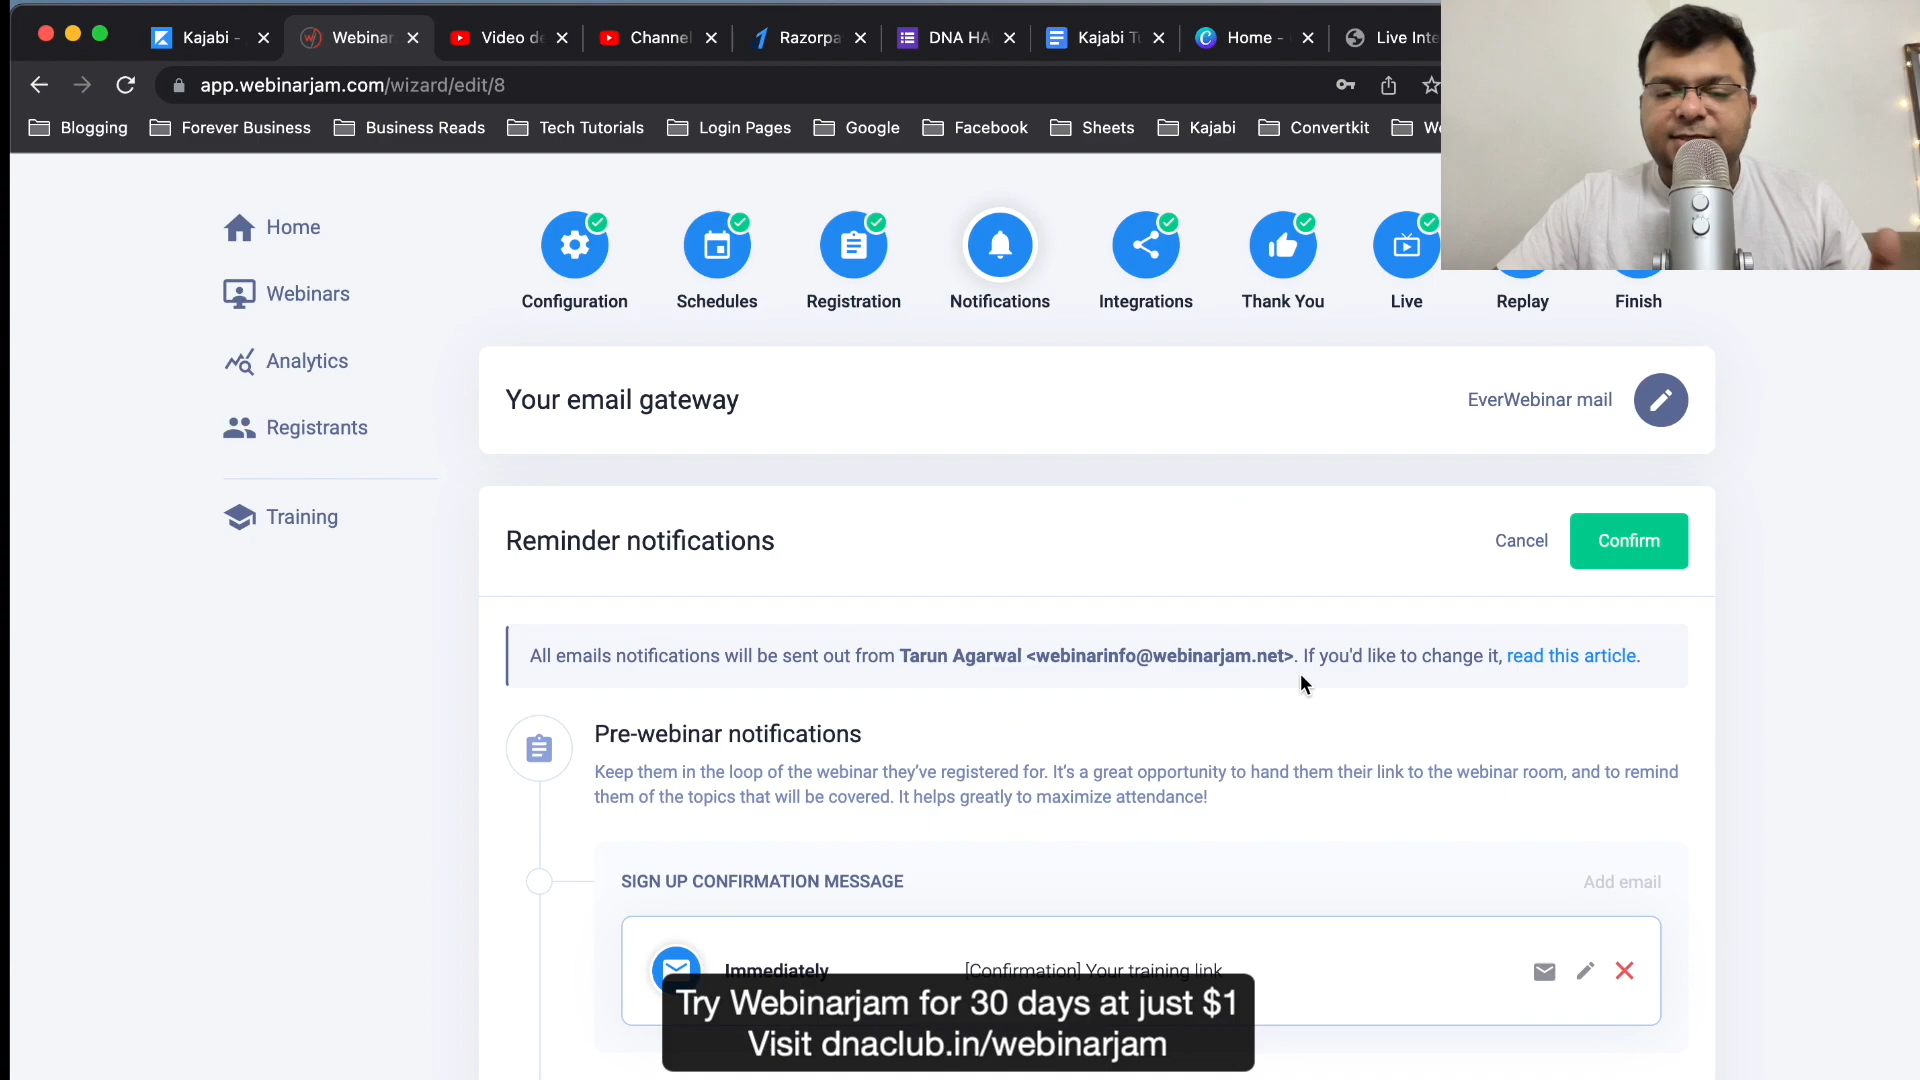 Kajabi -
Webinar
Video de
Channel
Razorpa
DNA HA
Kajabi Tu
Home -
Live Inte
app.webinarjam.com/wizard/edit/8
Blogging
Forever Business
Business Reads
Tech Tutorials
Login Pages
Google
Facebook
Sheets
Kajabi
Convertkit
Home
Webinars
Analytics
Registrants
Training
Configuration
Schedules
Registration
Notifications
Integrations
Thank You
Live
Replay
Finish
Your email gateway
EverWebinar mail
Reminder notifications
Cancel
Confirm
All emails notifications will be sent out from Tarun Agarwal <webinarinfo@webinarjam.net>. If you'd like to change it, read this article.
Pre-webinar notifications
Keep them in the loop of the webinar they've registered for. It's a great opportunity to hand them their link to the webinar room, and to remind
them of the topics that will be covered. It helps greatly to maximize attendance!
SIGN UP CONFIRMATION MESSAGE
Add email
Immediately
[Confirmation] Your training link
Try Webinarjam for 30 days at just $1
Visit dnaclub.in/webinarjam